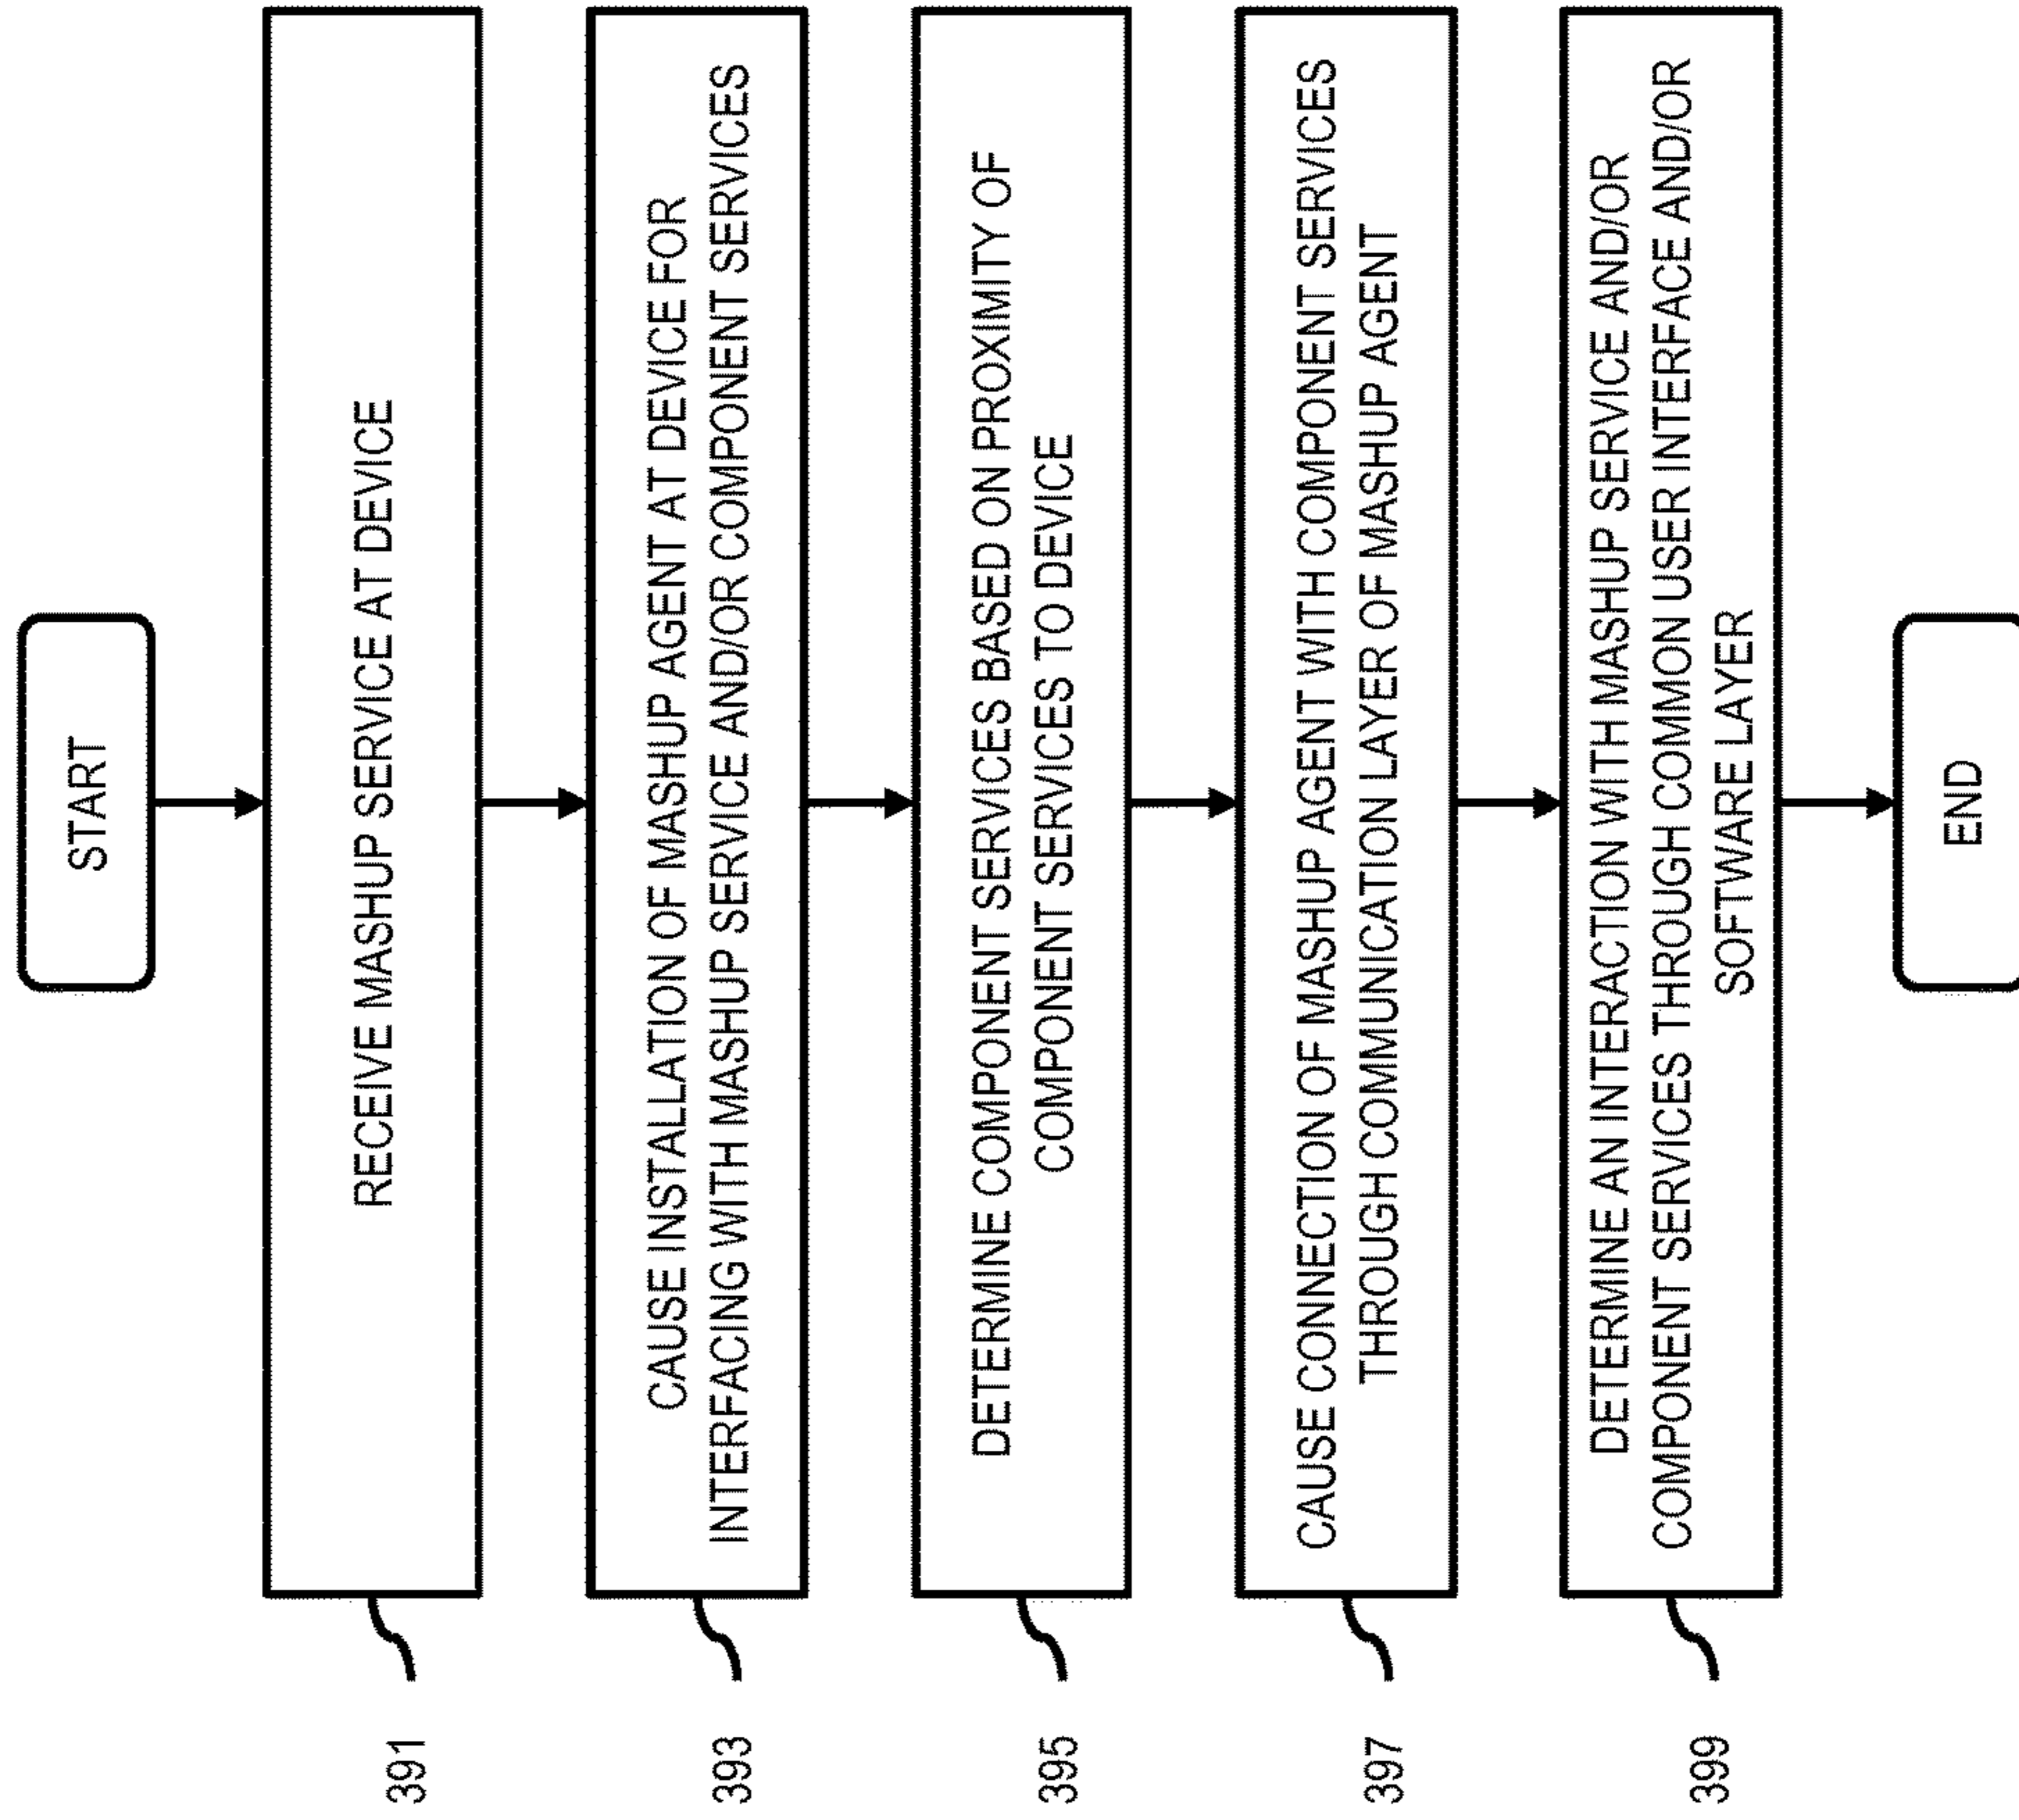 START
RECEIVE MASHUP SERVICE AT DEVICE
391
CAUSE INSTALLATION OF MASHUP AGENT AT DEVICE FOR
INTERFACING WITH MASHUP SERVICE AND/OR COMPONENT SERVICES
393
DETERMINE COMPONENT SERVICES BASED ON PROXIMITY OF
COMPONENT SERVICES TO DEVICE
395
CAUSE CONNECTION OF MASHUP AGENT WITH COMPONENT SERVICES
THROUGH COMMUNICATION LAYER OF MASHUP AGENT
397
DETERMINE AN INTERACTION WITH MASHUP SERVICE AND/OR
COMPONENT SERVICES THROUGH COMMON USER INTERFACE AND/OR
SOFTWARE LAYER
399
END